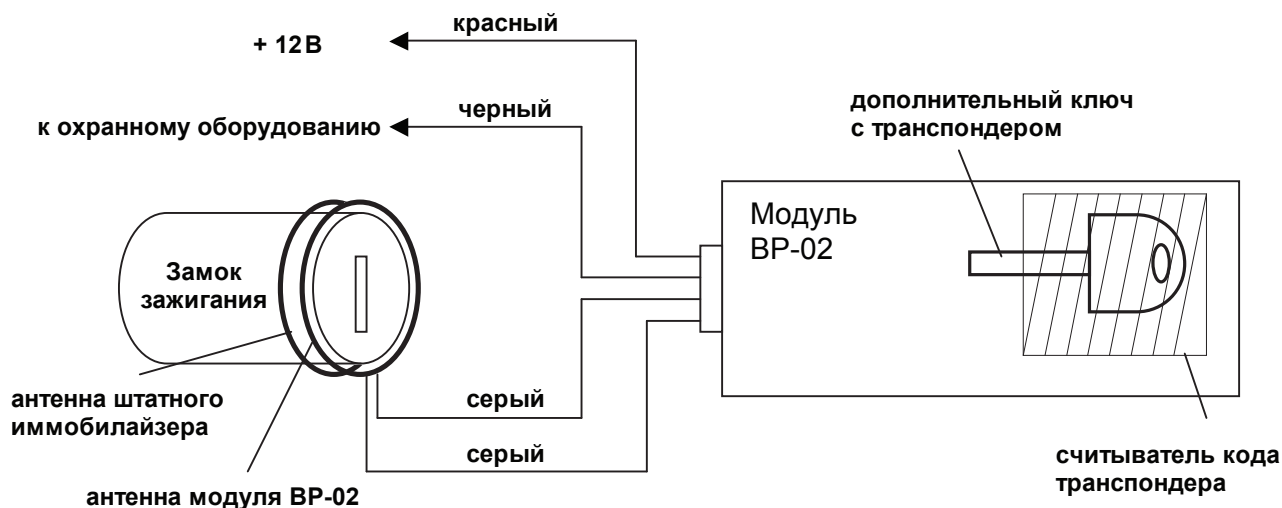 красный
+ 12В
черный
к охранному оборудованию
дополнительный ключ
с транспондером
Модуль
ВР-02
Замок
зажигания
антенна штатного
иммобилайзера
серый
серый
антенна модуля ВР-02
считыватель кода
транспондера